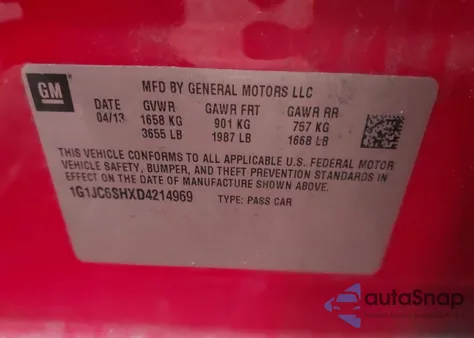 GM
MFD BY GENERAL MOTORS LLC
DATE GVWR GAWR FRT GAWR RR
04/13 1658 KG 901 KG 757 KG
3655 LB 1987 LB 1668 LB
THIS VEHICLE CONFORMS TO ALL APPLICABLE U.S. FEDERAL MOTOR
VEHICLE SAFETY, BUMPER, AND THEFT PREVENTION STANDARDS IN
EFFECT ON THE DATE OF MANUFACTURE SHOWN ABOVE.
1G1JC6SHXD4214969 TYPE: PASS CAR
autoSnap